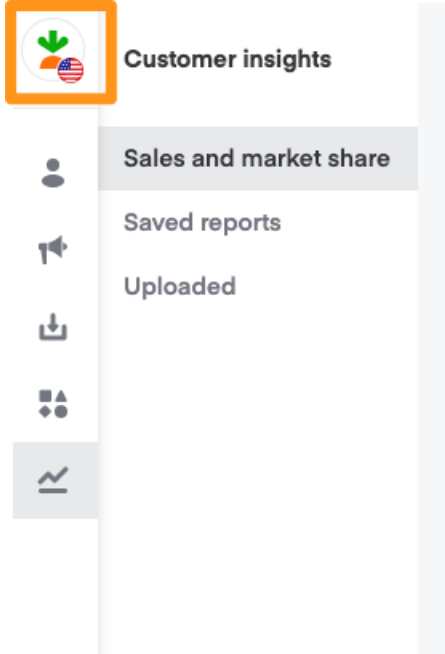 Customer insights
Sales and market share
Saved reports
Uploaded